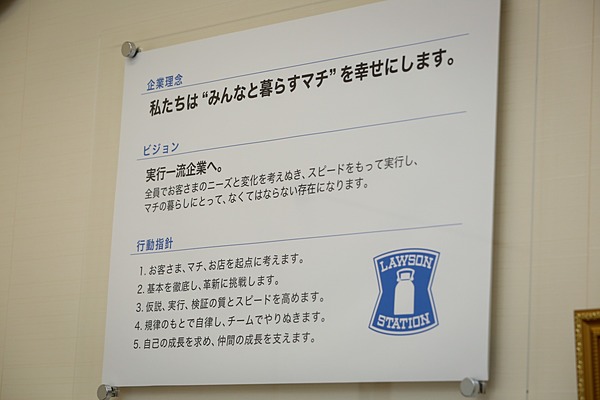 企業理念
私たちは“みんなと暮らすマチ”を幸せにします。
ビジョン
実行一流企業へ。
全員でお客さまのニーズと変化を考えぬき、スピードをもって実行し、
マチの暮らしにとって、なくてはならない存在になります。
行動指針
1. お客さま、マチ、お店を起点に考えます。
2. 基本を徹底し、革新に挑戦します。
3. 仮説、実行、検証の質とスピードを高めます。
4. 規律のもとで自律し、チームでやりぬきます。
5. 自己の成長を求め、仲間の成長を支えます。
LAWSON
STATION